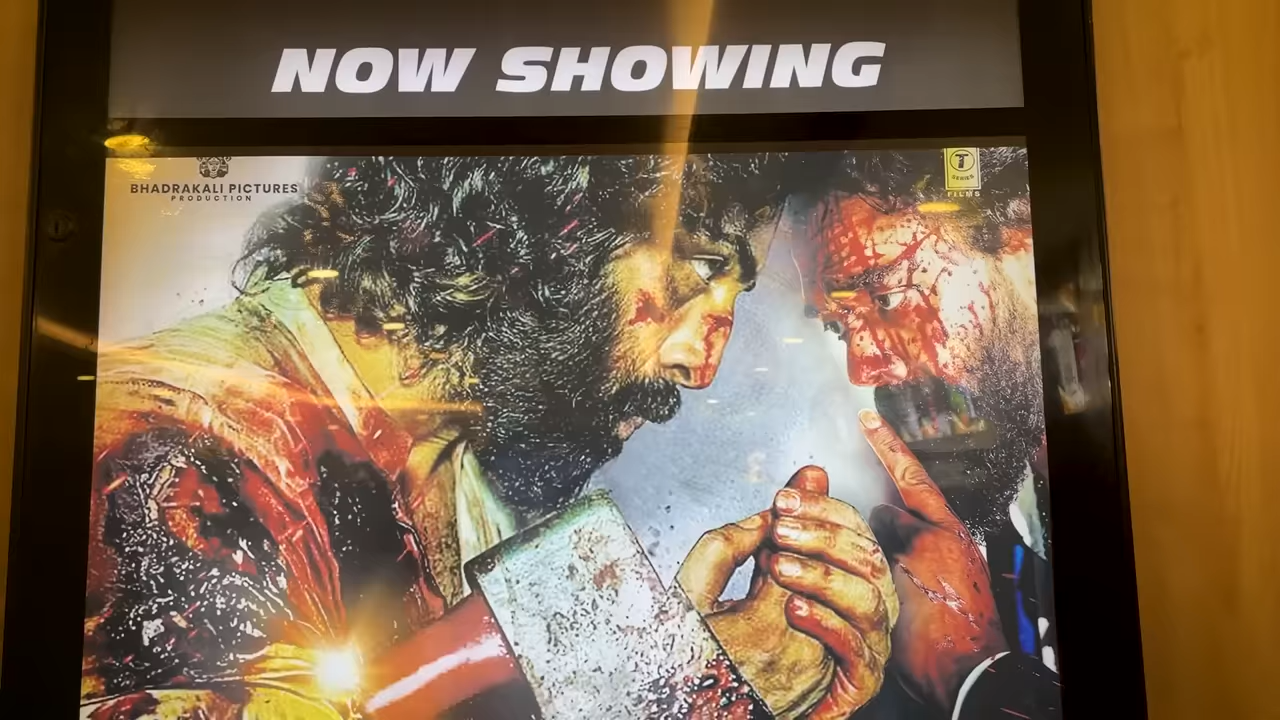 NOW SHOWING
BHADRAKALI PICTURES
PRODUCTION
T
SERIES
FILMS